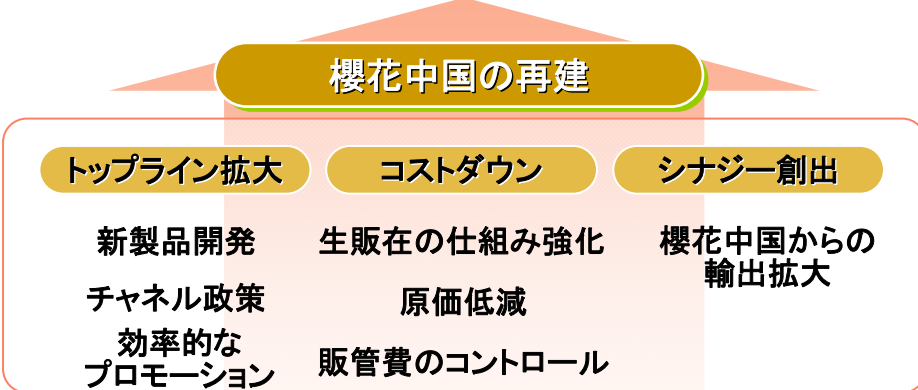 櫻花中国の再建
トップライン拡大
コストダウン
シナジー創出
新製品開発
チャネル政策
効率的な
プロモーション
生販在の仕組み強化
原価低減
販管費のコントロール
櫻花中国からの
輸出拡大